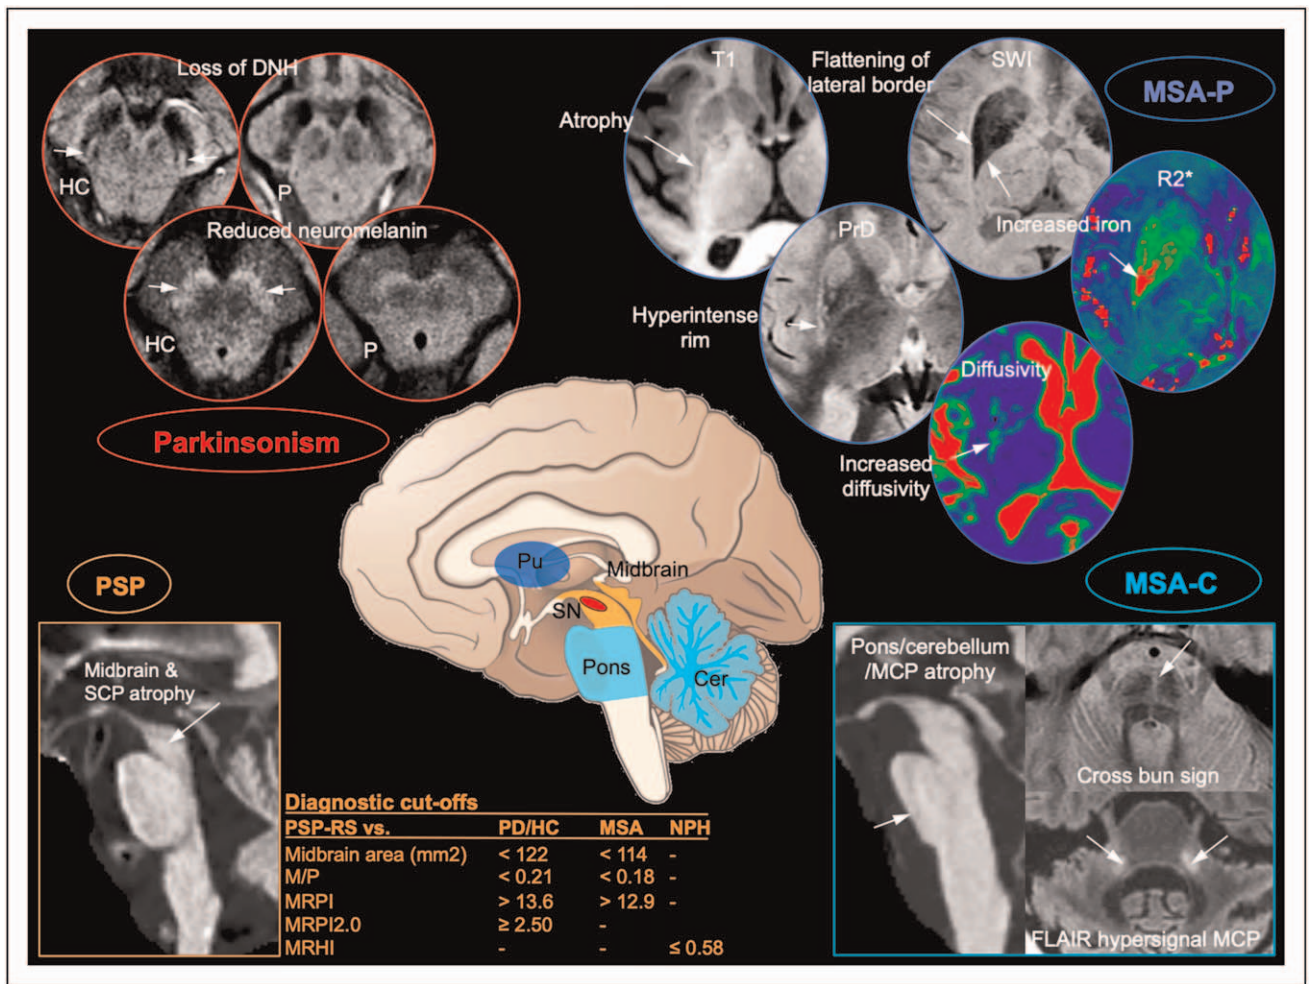 Loss of DNH
HC
P
Reduced neuromelanin
HC
P
Parkinsonism
T1
Atrophy
Flattening of
lateral border
SWI
MSA-P
R2*
Increased iron
PrD
Hyperintense
rim
Diffusivity
Increased
diffusivity
Pu
Midbrain
SN
Pons
Cer
PSP
Midbrain &
SCP atrophy
Diagnostic cut-offs
PSP-RS vs. PD/HC MSA NPH
Midbrain area (mm2) < 122 < 114 -
M/P < 0.21 < 0.18 -
MRPI > 13.6 > 12.9 -
MRPI2.0 ≥ 2.50 -
MRHI - - ≤ 0.58
MSA-C
Pons/cerebellum
/MCP atrophy
Cross bun sign
FLAIR hypersignal MCP